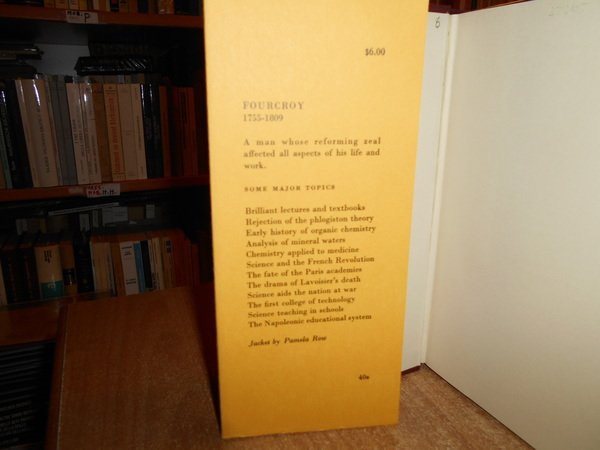 $6.00
FOURCROY
1755-1809
A man whose reforming zeal
affected all aspects of his life and
work.
SOME MAJOR TOPICS
Brilliant lectures and textbooks
Rejection of the phlogiston theory
Early history of organic chemistry
Analysis of mineral waters
Chemistry applied to medicine
Science and the French Revolution
The fate of the Paris academies
The drama of Lavoisier's death
Science aids the nation at war
The first college of technology
Science teaching in schools
The Napoleonic educational system
Jacket by Pamela Rose
40s